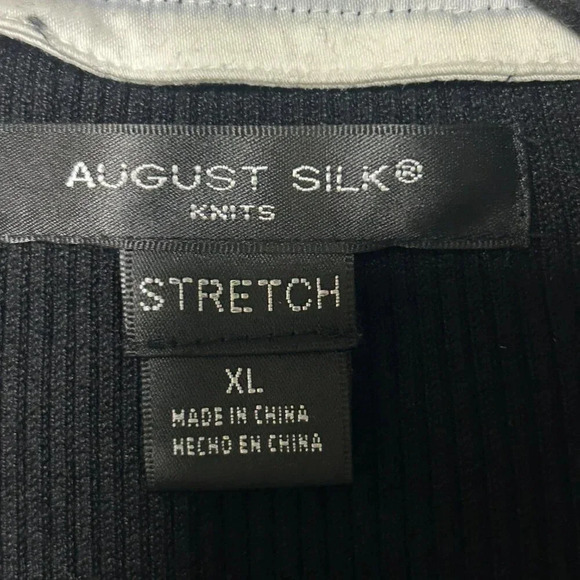 AUGUST SILK®
KNITS
STRETCH
XL
MADE IN CHINA
HECHO EN CHINA